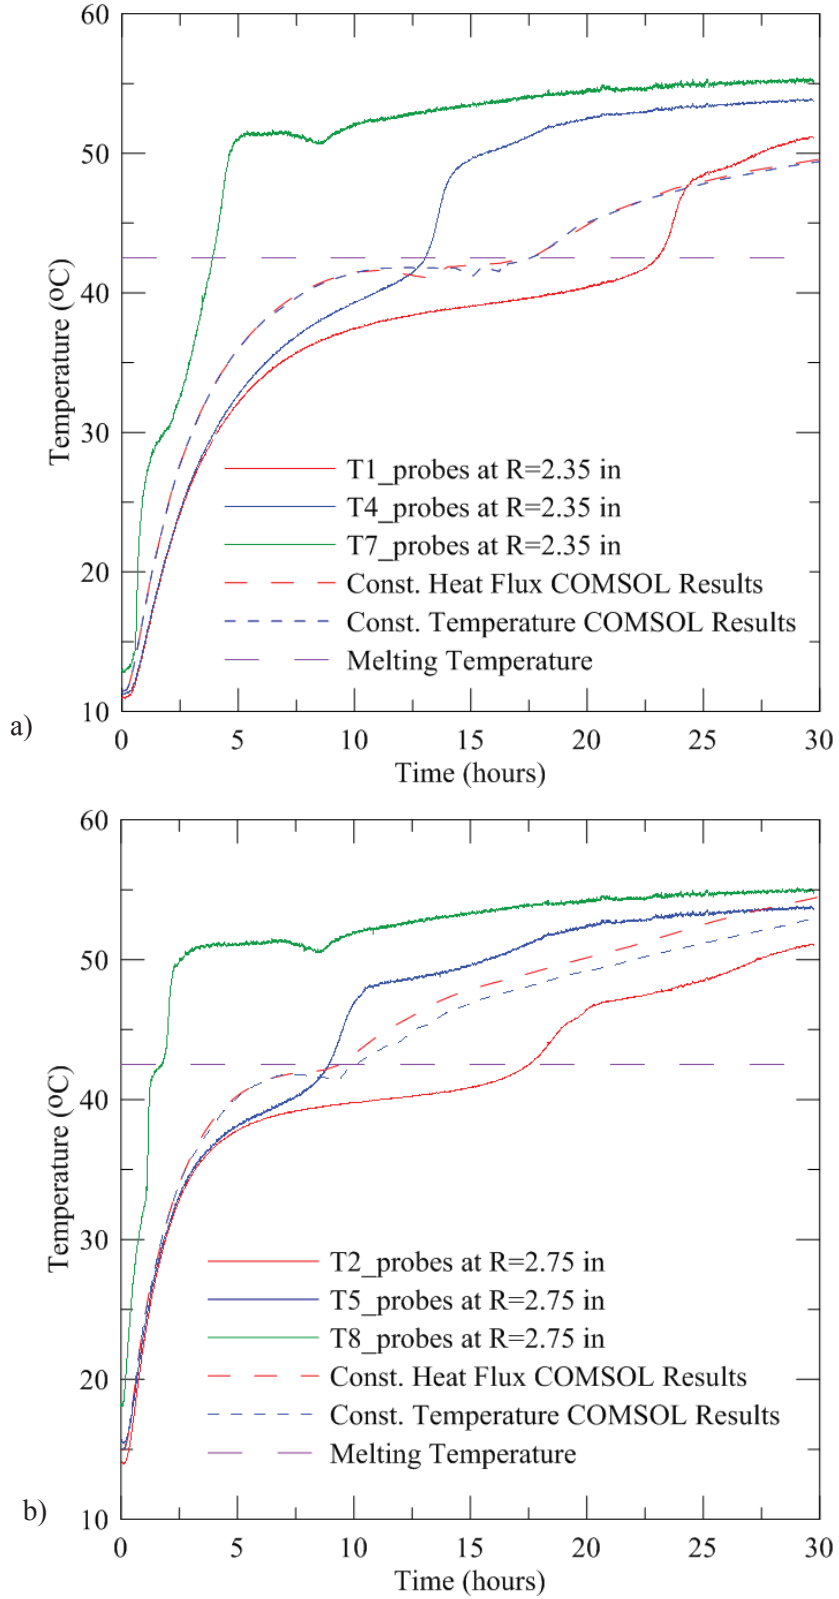 60
50
40
30
20
10
Temperature (oC)
T1_probes at R=2.35 in
T4_probes at R=2.35 in
T7_probes at R=2.35 in
Const. Heat Flux COMSOL Results
Const. Temperature COMSOL Results
Melting Temperature
a)
0 5 10 15 20 25 30
Time (hours)
60
50
40
30
20
10
Temperature (oC)
T2_probes at R=2.75 in
T5_probes at R=2.75 in
T8_probes at R=2.75 in
Const. Heat Flux COMSOL Results
Const. Temperature COMSOL Results
Melting Temperature
b)
0 5 10 15 20 25 30
Time (hours)